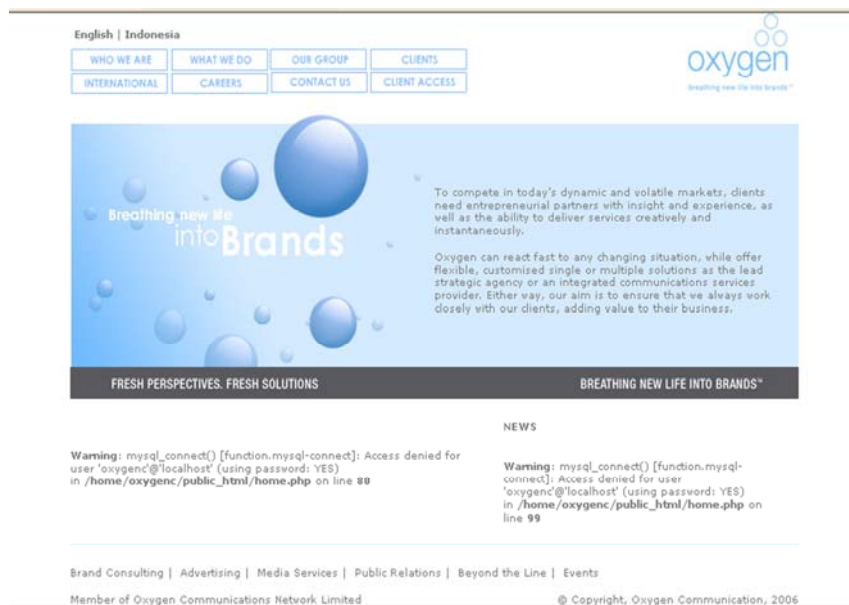 English | Indonesia
WHO WE ARE
WHAT WE DO
OUR GROUP
CLIENTS
INTERNATIONAL
CAREERS
CONTACT US
CLIENT ACCESS
oxygen
breathing new life into brands™
Breathing new life
into Brands
To compete in today's dynamic and volatile markets, clients
need entrepreneurial partners with insight and experience, as
well as the ability to deliver services creatively and
instantaneously.
Oxygen can react fast to any changing situation, while offer
flexible, customised single or multiple solutions as the lead
strategic agency or an integrated communications services
provider. Either way, our aim is to ensure that we always work
closely with our clients, adding value to their business.
FRESH PERSPECTIVES. FRESH SOLUTIONS
BREATHING NEW LIFE INTO BRANDS™
Warning: mysql_connect() [function.mysql-connect]: Access denied for
user 'oxygenc'@'localhost' (using password: YES)
in /home/oxygenc/public_html/home.php on line 80
NEWS
Warning: mysql_connect() [function.mysql-
connect]: Access denied for user
'oxygenc'@'localhost' (using password: YES)
in /home/oxygenc/public_html/home.php on
line 99
Brand Consulting | Advertising | Media Services | Public Relations | Beyond the Line | Events
Member of Oxygen Communications Network Limited
© Copyright, Oxygen Communication, 2006